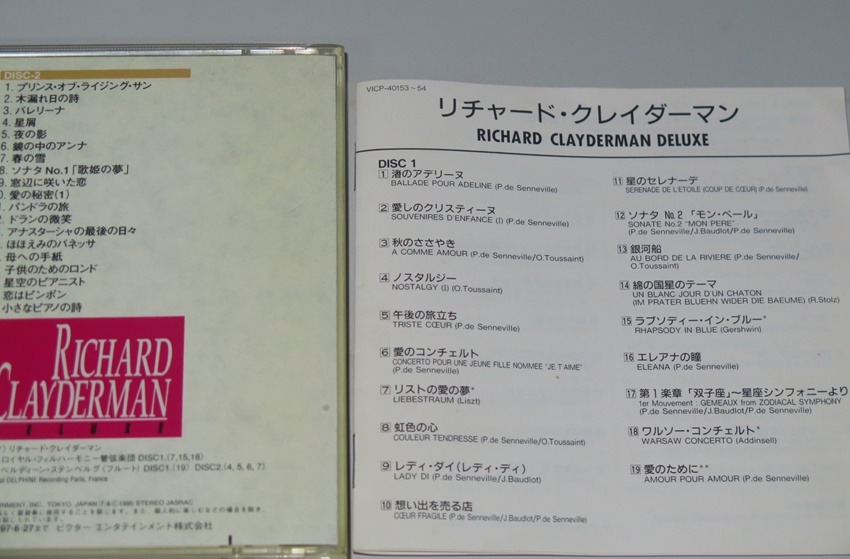 DISC-2
1. プリンス・オブ・ライジング・サン
2. 木漏れ日の詩
3. バレリーナ
4. 星屑
5. 夜の影
6. 鏡の中のアンナ
7. 春の雪
8. ソナタ No.1「歌姫の夢」
9. 窓辺に咲いた恋
0. 愛の秘密(1)
1. パンドラの旅
2. ドランの微笑
. アナスターシャの最後の日々
. ほほえみのバネッサ
. 母への手紙
. 子供のためのロンド
星空のピアニスト
恋はピンポン
小さなピアノの詩
RICHARD
CLAYDERMAN
DELUXE
リチャード・クレイダーマン
ロイヤル・フィルハーモニー管弦楽団 DISC1.(7,15,18)
(フルート) DISC1.(19) DISC2.(4,5,6,7)
DELPHINE Recording Paris, France
INC. TOKYO, JAPAN 1995 STEREO JASRAC
97・6・27まで ビクター エンタテインメント株式会社
VICP-40153~54
リチャード・クレイダーマン
RICHARD CLAYDERMAN DELUXE
DISC 1
1 渚のアデリーヌ
BALLADE POUR ADELINE (P.de Senneville)
2 愛しのクリスティーヌ
SOUVENIRES D'ENFANCE (I) (P.de Senneville)
3 秋のささやき
A COMME AMOUR (P.de Senneville/O.Toussaint)
4 ノスタルジー
NOSTALGY (I) (O.Toussaint)
5 午後の旅立ち
TRISTE CŒUR (P.de Senneville)
6 愛のコンチェルト
CONCERTO POUR UNE JEUNE FILLE NOMMEE "JE T'AIME"
(P.de Senneville)
7 リストの愛の夢*
LIEBESTRAUM (Liszt)
8 虹色の心
COULEUR TENDRESSE (P.de Senneville/O.Toussaint)
9 レディ・ダイ(レディ・ディ)
LADY DI (P.de Senneville/J.Baudlot)
10 想い出を売る店
CŒUR FRAGILE (P.de Senneville/J.Baudlot/P.de Senneville)
11 星のセレナーデ
SERENADE DE L'ETOILE (COUP DE CŒUR) (P.de Senneville)
12 ソナタ No.2「モン・ペール」
SONATE No.2 "MON PERE"
(P.de Senneville/J.Baudlot/P.de Senneville)
13 銀河船
AU BORD DE LA RIVIERE (P.de Senneville/
O.Toussaint)
14 綿の国星のテーマ
UN BLANC JOUR D'UN CHATON
(IM PRATER BLUEHN WIDER DIE BAEUME) (R.Stolz)
15 ラプソディー・イン・ブルー*
RHAPSODY IN BLUE (Gershwin)
16 エレアナの瞳
ELEANA (P.de Senneville)
17 第1楽章「双子座」~星座シンフォニーより
1er Mouvement : GEMEAUX from ZODIACAL SYMPHONY
(P.de Senneville/J.Baudlot/P.de Senneville)
18 ワルソー・コンチェルト*
WARSAW CONCERTO (Addinsell)
19 愛のために**
AMOUR POUR AMOUR (P.de Senneville)